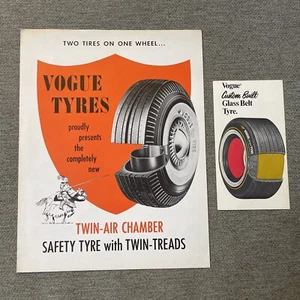 TWO TIRES ON ONE WHEEL...
VOGUE
TYRES
proudly
presents
the
completely
new
TWIN-AIR CHAMBER
SAFETY TYRE with TWIN-TREADS
Vogue
Custom Built
Glass Belt
Tyre.